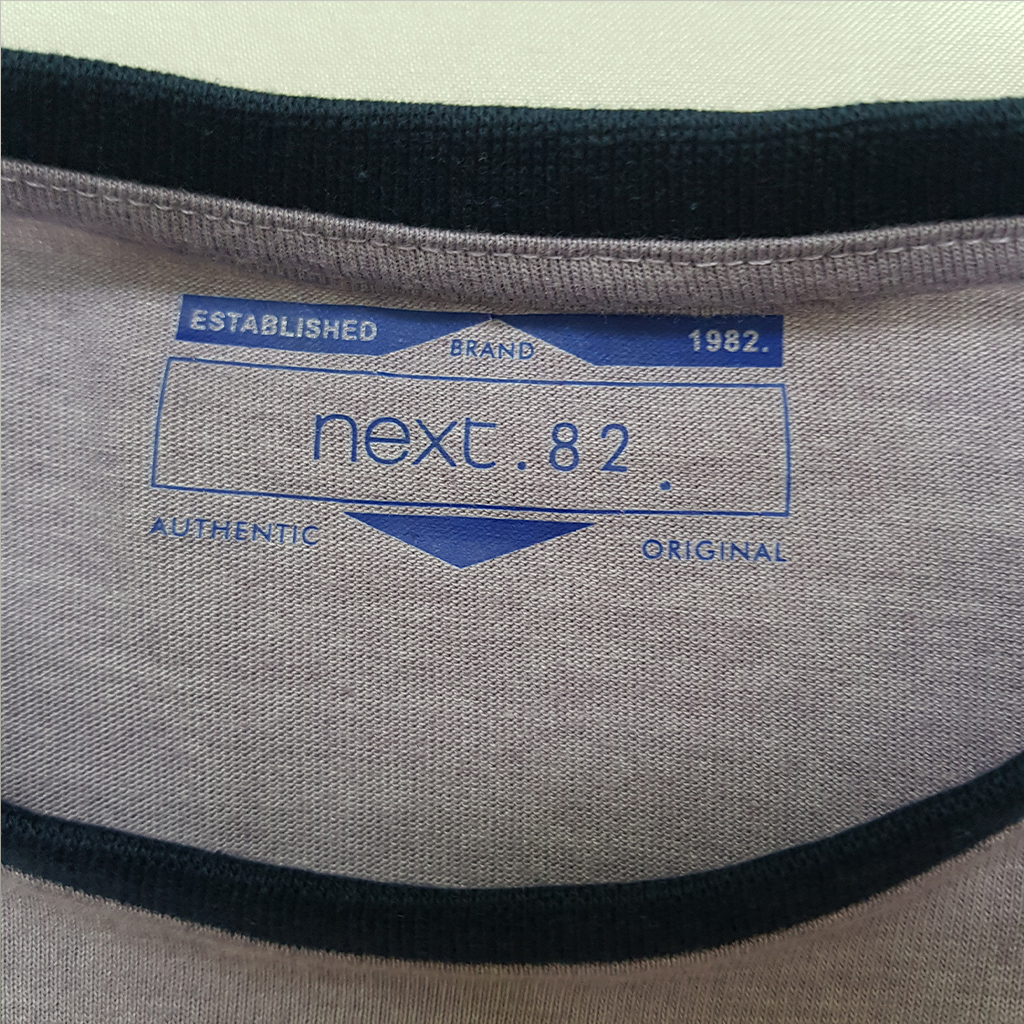 ESTABLISHED BRAND 1982.
next.82.
AUTHENTIC ORIGINAL